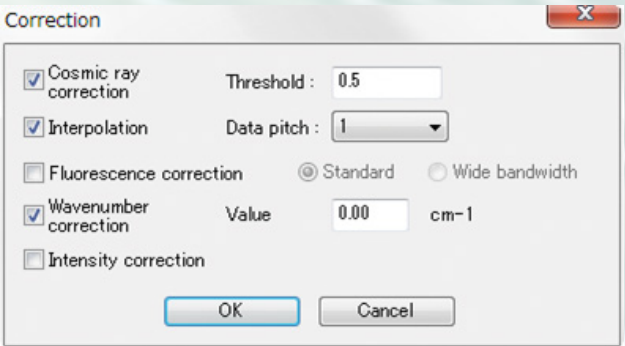 Correction
Cosmic ray
correction
Threshold : 0.5
Interpolation Data pitch : 1
Fluorescence correction Standard Wide bandwidth
Wavenumber
correction
Value 0.00 cm-1
Intensity correction
OK Cancel